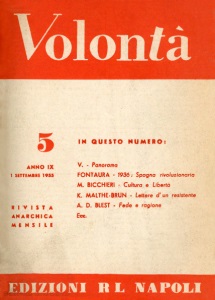 Volontà
5
ANNO IX
1 SETTEMBRE 1955
RIVISTA
ANARCHICA
MENSILE
IN QUESTO NUMERO:
V. - Panorama
FONTAURA - 1936: Spagna rivoluzionaria
M. BICCHERI - Cultura e Libertà
K. MALTHE-BRUN - Lettere d'un resistente
A. D. BLEST - Fede e ragione
Ecc.
EDIZIONI RL NAPOLI